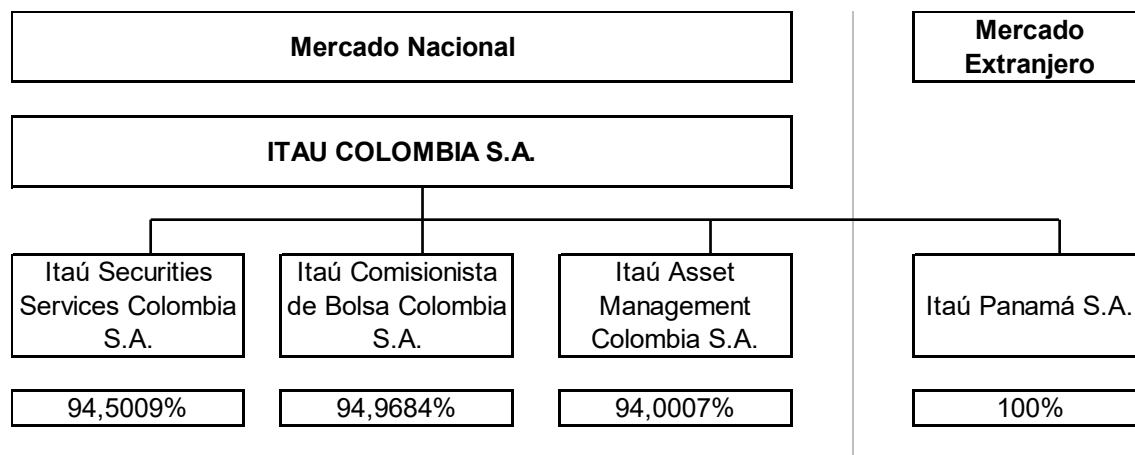 Mercado Nacional
Mercado
Extranjero
ITAU COLOMBIA S.A.
Itaú Securities
Services Colombia
S.A.
Itaú Comisionista
de Bolsa Colombia
S.A.
Itaú Asset
Management
Colombia S.A.
Itaú Panamá S.A.
94,5009%
94,9684%
94,0007%
100%